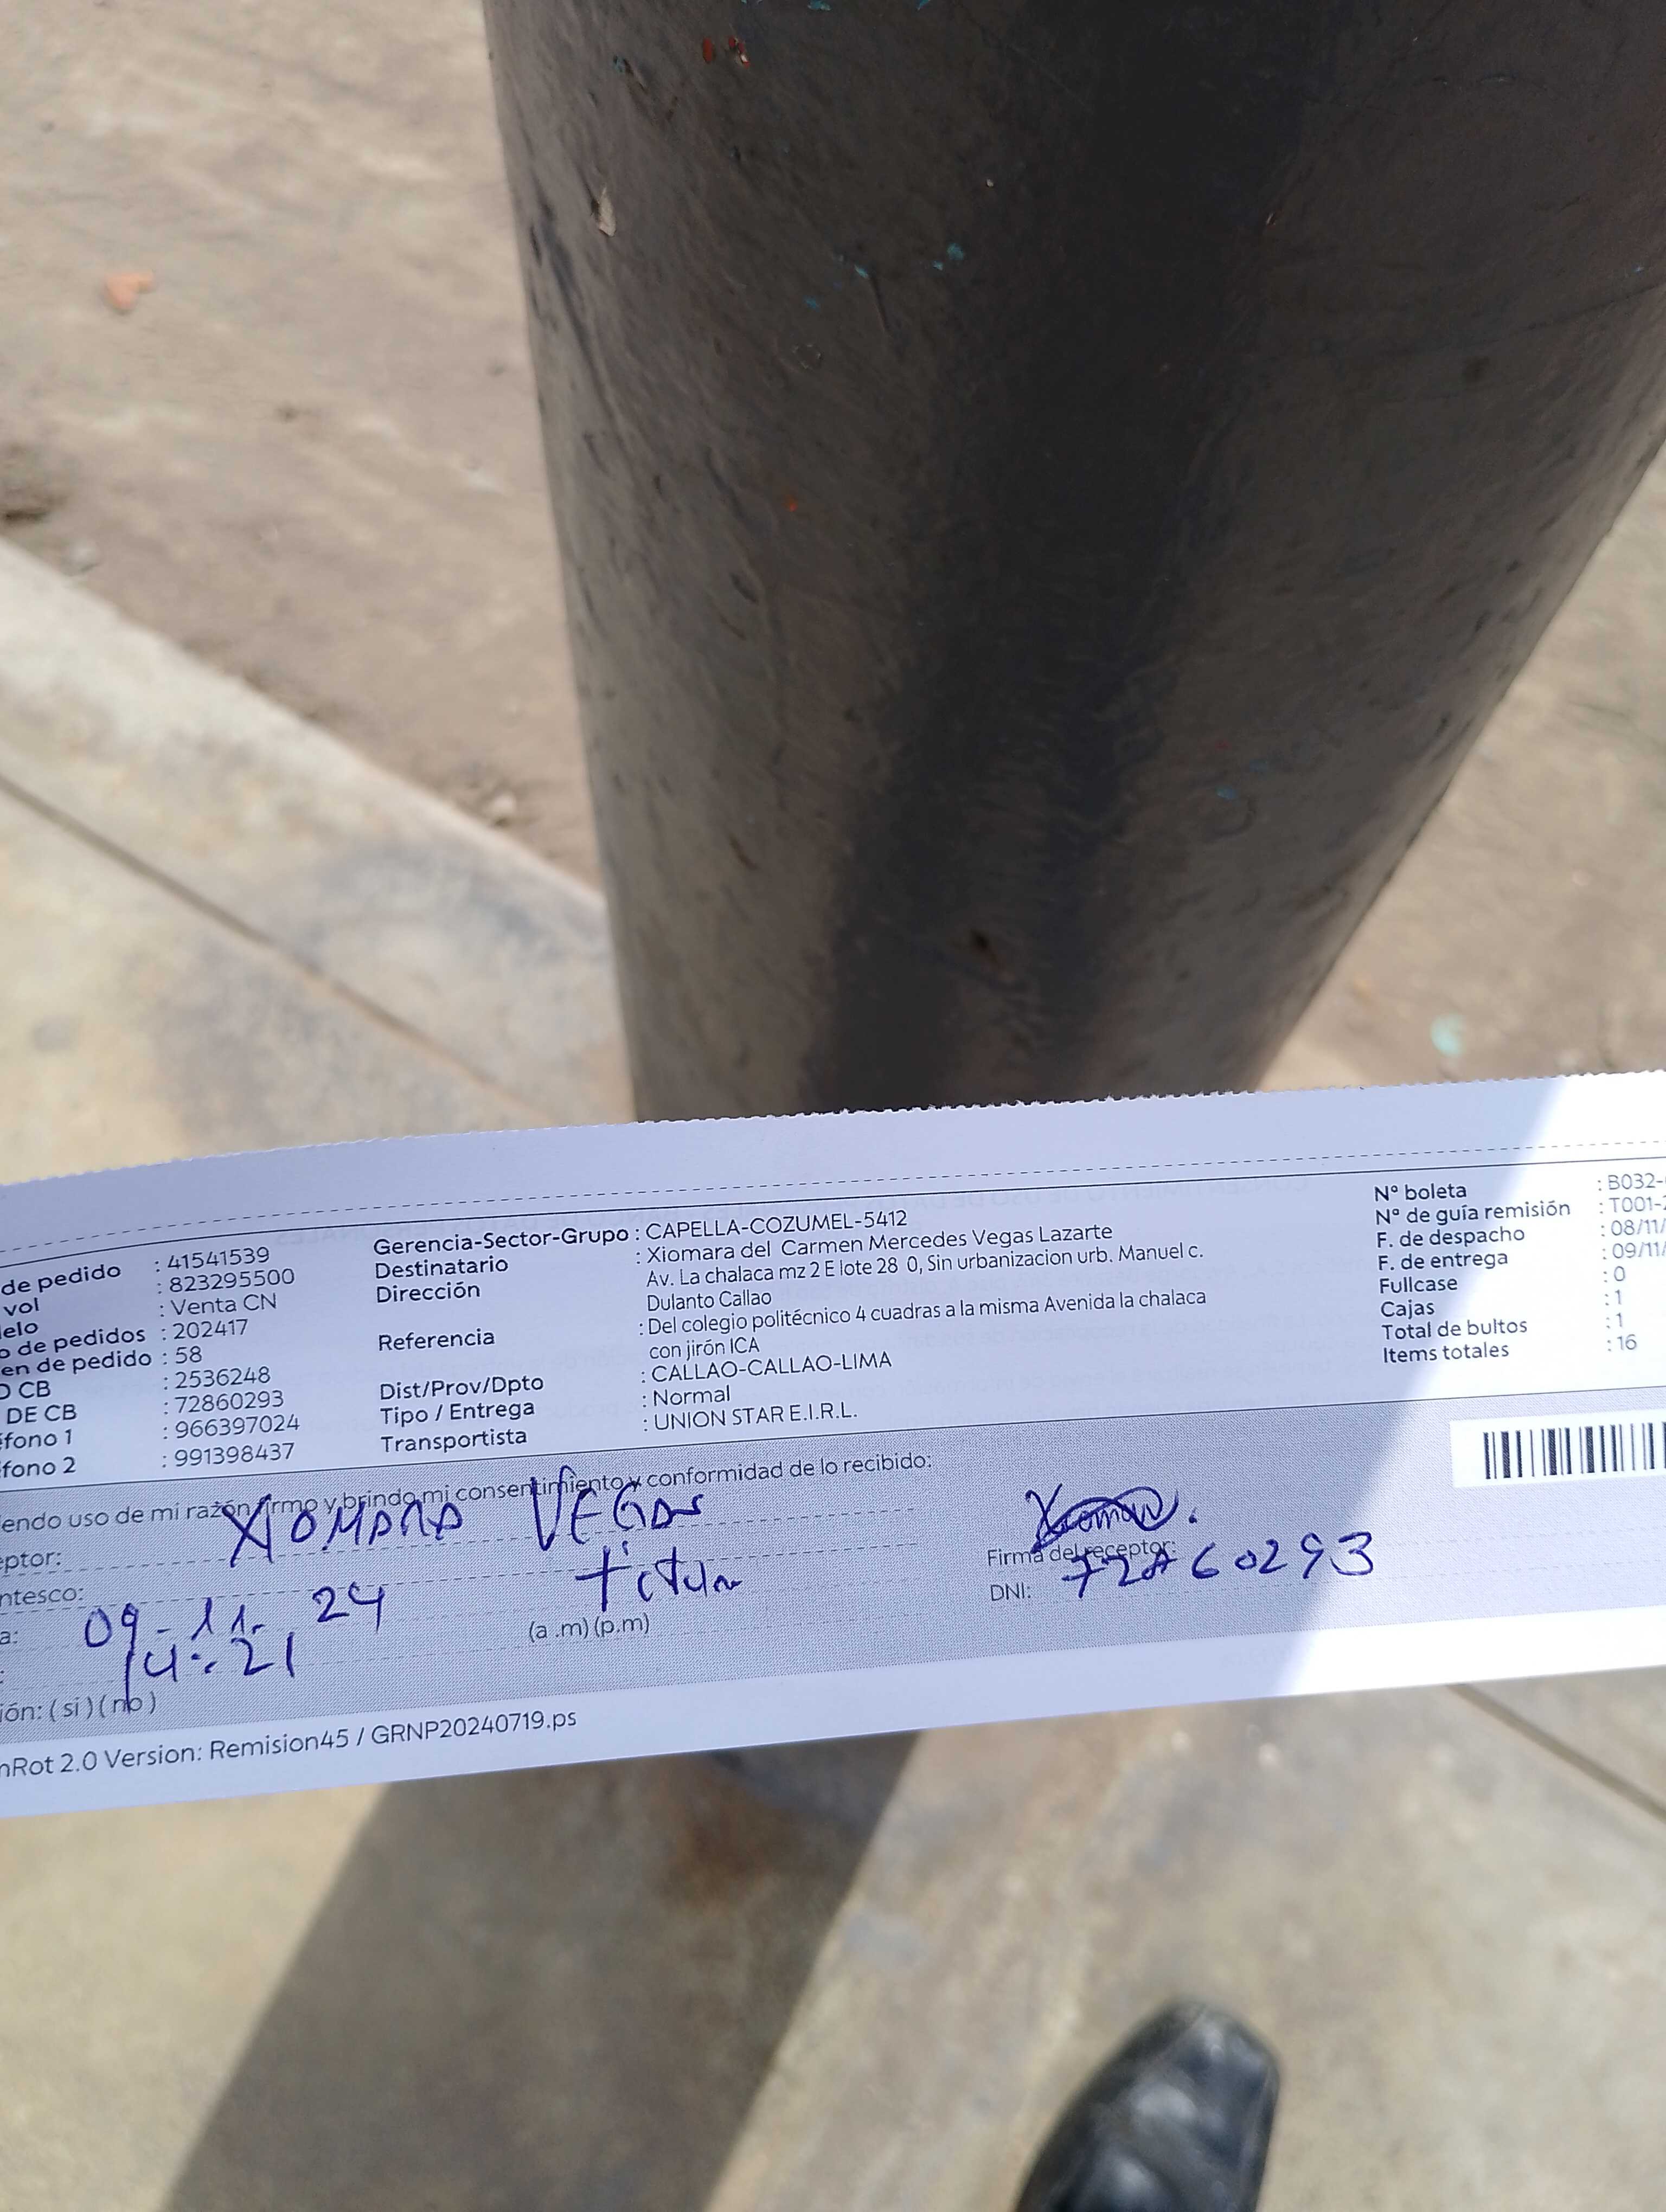 de pedido : 41541539
vol : 823295500
elo : Venta CN
o de pedidos : 202417
en de pedido : 58
O CB : 2536248
DE CB : 72860293
éfono 1 : 966397024
fono 2 : 991398437
Gerencia-Sector-Grupo : CAPELLA-COZUMEL-5412
Destinatario : Xiomara del Carmen Mercedes Vegas Lazarte
Dirección Av. La chalaca mz 2 E lote 28 0, Sin urbanizacion urb. Manuel c.
Dulanto Callao
Referencia : Del colegio politécnico 4 cuadras a la misma Avenida la chalaca
con jirón ICA
Dist/Prov/Dpto : CALLAO-CALLAO-LIMA
Tipo / Entrega : Normal
Transportista : UNION STAR E.I.R.L.
N° boleta : B032-
N° de guía remisión : T001-2
F. de despacho : 08/11/
F. de entrega : 09/11/
Fullcase : 0
Cajas : 1
Total de bultos : 1
Items totales : 16
endo uso de mi razón firmo y brindo mi consentimiento y conformidad de lo recibido:
eptor: XIOMARA VEGAS
ntesco: titular
a: 09-11-24
: 14:21 (a .m) (p.m)
ión: ( si ) ( no )
Firma del receptor:
DNI: 72860293
nRot 2.0 Version: Remision45 / GRNP20240719.ps